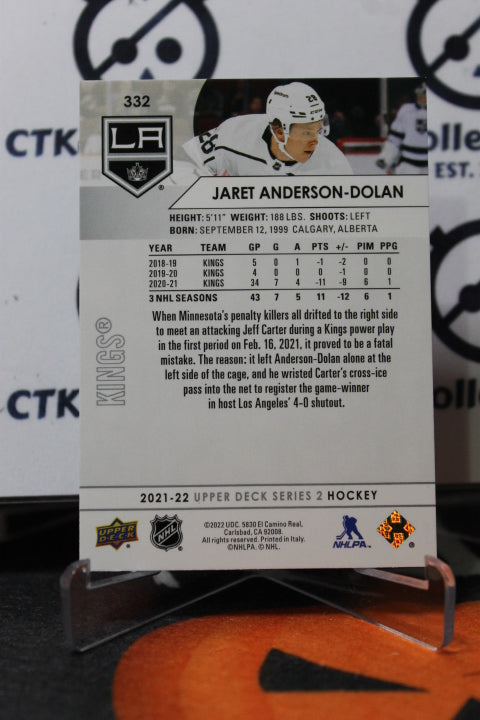 332
LA
28
28
JARET ANDERSON-DOLAN
HEIGHT: 5'11" WEIGHT: 188 LBS. SHOOTS: LEFT
BORN: SEPTEMBER 12, 1999 CALGARY, ALBERTA
YEAR TEAM GP G A PTS +/- PIM PPG
2018-19 KINGS 5 0 1 -1 -2 0 0
2019-20 KINGS 4 0 0 0 -1 0 0
2020-21 KINGS 34 7 4 -11 -9 6 1
3 NHL SEASONS 43 7 5 11 -12 6 1
When Minnesota's penalty killers all drifted to the right side
to meet an attacking Jeff Carter during a Kings power play
in the first period on Feb. 16, 2021, it proved to be a fatal
mistake. The reason: it left Anderson-Dolan alone at the
left side of the cage, and he wristed Carter's cross-ice
pass into the net to register the game-winner
in host Los Angeles' 4-0 shutout.
KINGS®
2021-22 UPPER DECK SERIES 2 HOCKEY
UPPER DECK
NHL
©2022 UDC. 5830 El Camino Real,
Carlsbad, CA 92008.
All rights reserved. Printed in Italy.
©NHLPA. © NHL.
NHLPA
CTK
olle
EST.
CTK
olle